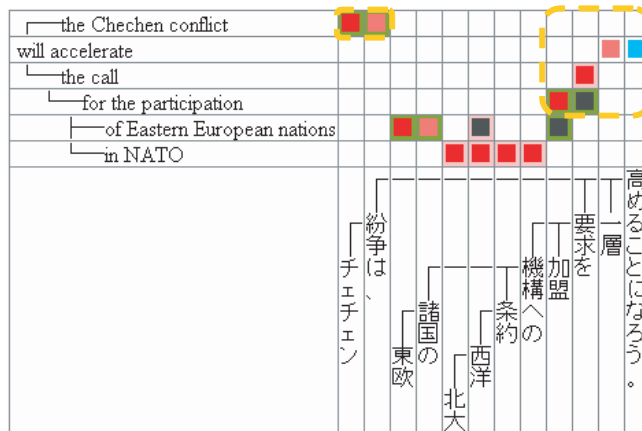 the Chechen conflict
will accelerate
the call
for the participation
of Eastern European nations
in NATO
チェチェン
紛争は、
東欧
諸国の
北大
西洋
条約
機構への
加盟
要求を
一層
高めることになろう。